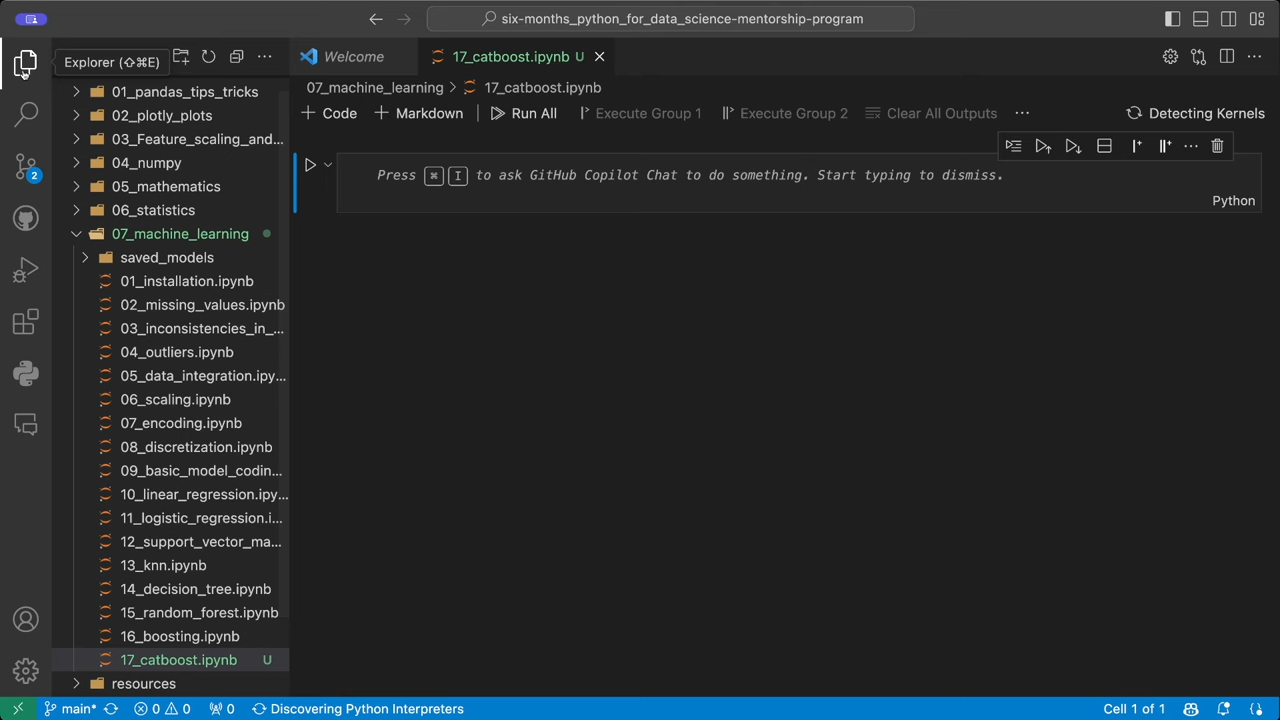 six-months_python_for_data_science-mentorship-program
Explorer (⇧⌘E)
Welcome
17_catboost.ipynb U
07_machine_learning > 17_catboost.ipynb
Code
Markdown
Run All
Execute Group 1
Execute Group 2
Clear All Outputs
Detecting Kernels
Press ⌘ I to ask GitHub Copilot Chat to do something. Start typing to dismiss.
Python
2
01_pandas_tips_tricks
02_plotly_plots
03_Feature_scaling_and...
04_numpy
05_mathematics
06_statistics
07_machine_learning
saved_models
01_installation.ipynb
02_missing_values.ipynb
03_inconsistencies_in_...
04_outliers.ipynb
05_data_integration.ipy...
06_scaling.ipynb
07_encoding.ipynb
08_discretization.ipynb
09_basic_model_codin...
10_linear_regression.ipy...
11_logistic_regression.i...
12_support_vector_ma...
13_knn.ipynb
14_decision_tree.ipynb
15_random_forest.ipynb
16_boosting.ipynb
17_catboost.ipynb U
resources
main* 0 0 0 Discovering Python Interpreters Cell 1 of 1